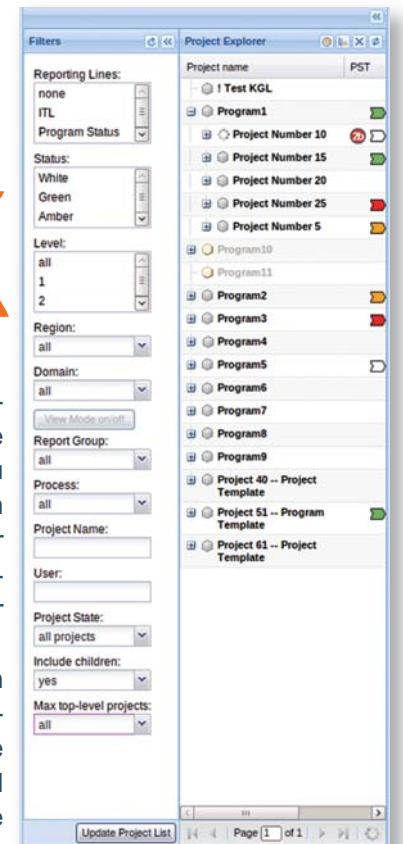 Filters
Reporting Lines:
none
ITL
Program Status
Status:
White
Green
Amber
Level:
all
1
2
Region:
all
Domain:
all
View Mode on/off
Report Group:
all
Process:
all
Project Name:
User:
Project State:
all projects
Include children:
yes
Max top-level projects:
all
Update Project List
Project Explorer
Project name PST
! Test KGL
Program1
Project Number 10 2D
Project Number 15
Project Number 20
Project Number 25
Project Number 5
Program10
Program11
Program2
Program3
Program4
Program5
Program6
Program7
Program8
Program9
Project 40 -- Project
Template
Project 51 -- Program
Template
Project 61 -- Project
Template
Page 1 of 1